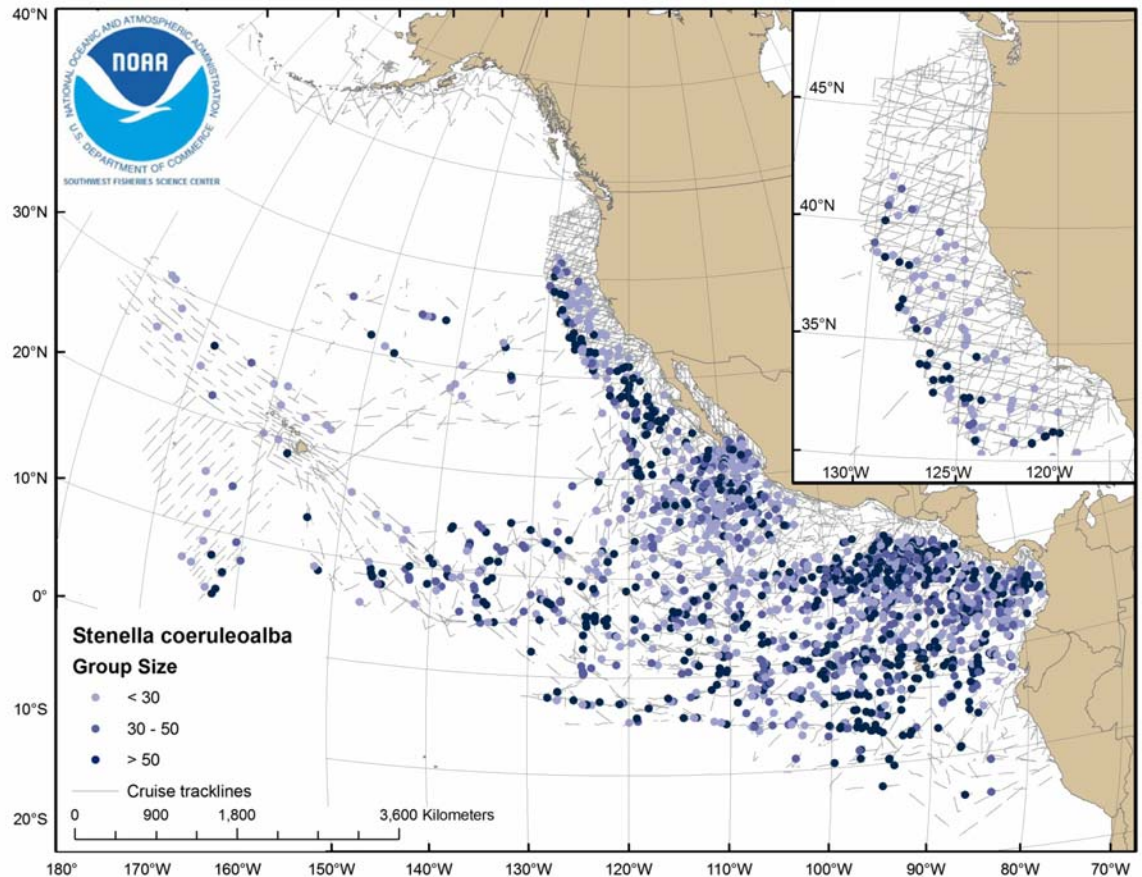 40°N
30°N
20°N
10°N
0°
10°S
20°S
NATIONAL OCEANIC AND ATMOSPHERIC ADMINISTRATION
NOAA
U.S. DEPARTMENT OF COMMERCE
SOUTHWEST FISHERIES SCIENCE CENTER
45°N
40°N
35°N
130°W
125°W
120°W
Stenella coeruleoalba
Group Size
< 30
30 - 50
> 50
Cruise tracklines
0 900 1,800 3,600 Kilometers
180° 170°W 160°W 150°W 140°W 130°W 120°W 110°W 100°W 90°W 80°W 70°W